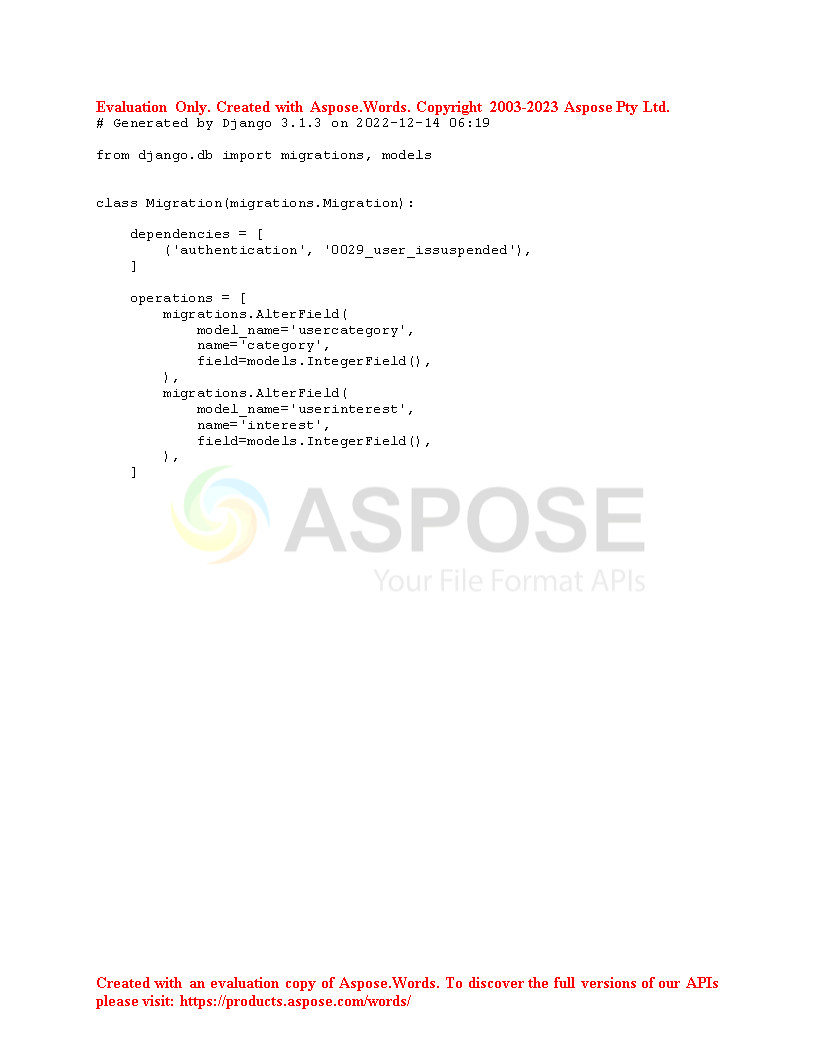 Evaluation Only. Created with Aspose.Words. Copyright 2003-2023 Aspose Pty Ltd.
# Generated by Django 3.1.3 on 2022-12-14 06:19

from django.db import migrations, models


class Migration(migrations.Migration):

    dependencies = [
        ('authentication', '0029_user_issuspended'),
    ]

    operations = [
        migrations.AlterField(
            model_name='usercategory',
            name='category',
            field=models.IntegerField(),
        ),
        migrations.AlterField(
            model_name='userinterest',
            name='interest',
            field=models.IntegerField(),
        ),
    ]
ASPOSE
Your File Format APIs
Created with an evaluation copy of Aspose.Words. To discover the full versions of our APIs
please visit: https://products.aspose.com/words/